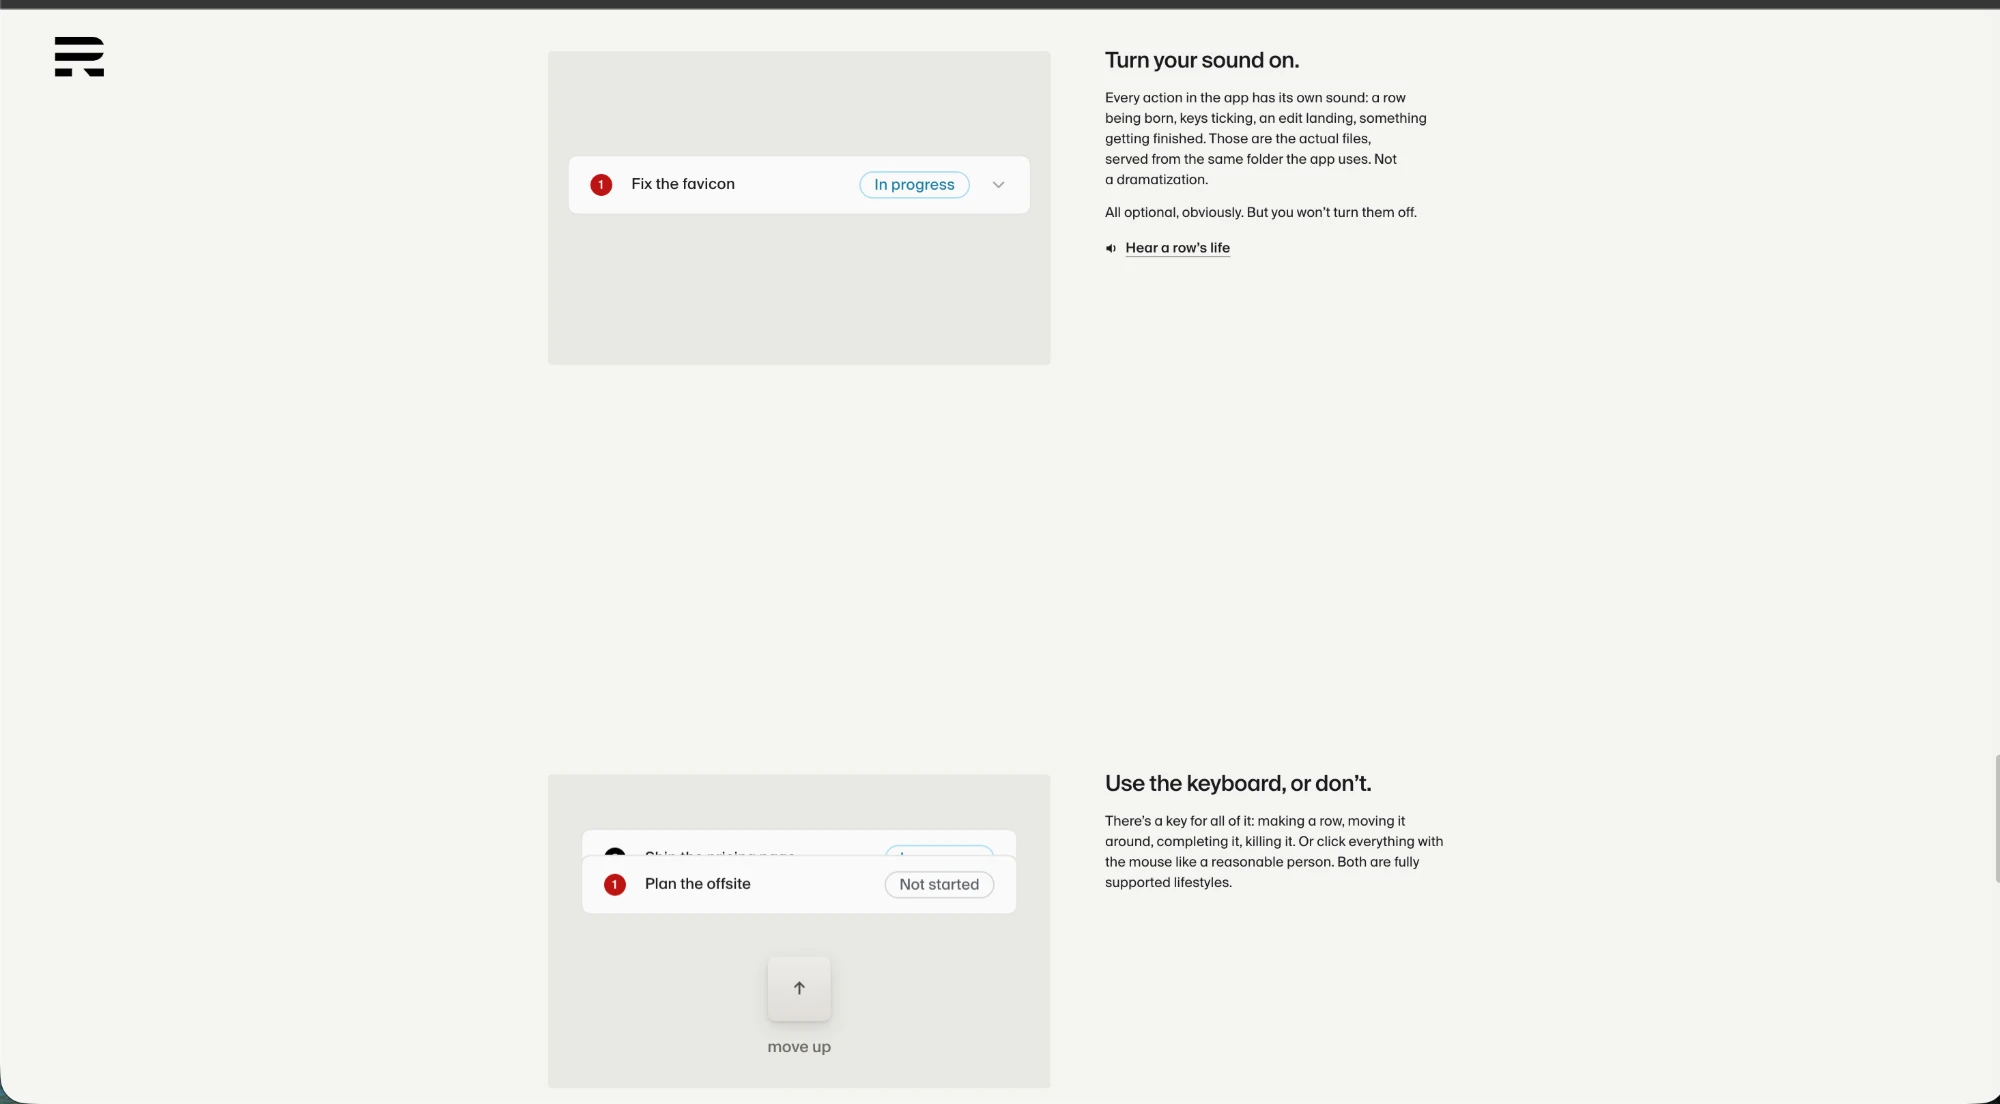 Turn your sound on.
Every action in the app has its own sound: a row
being born, keys ticking, an edit landing, something
getting finished. Those are the actual files,
served from the same folder the app uses. Not
a dramatization.
All optional, obviously. But you won't turn them off.
Hear a row's life
1 Fix the favicon In progress
Use the keyboard, or don't.
There's a key for all of it: making a row, moving it
around, completing it, killing it. Or click everything with
the mouse like a reasonable person. Both are fully
supported lifestyles.
1 Plan the offsite Not started
↑
move up